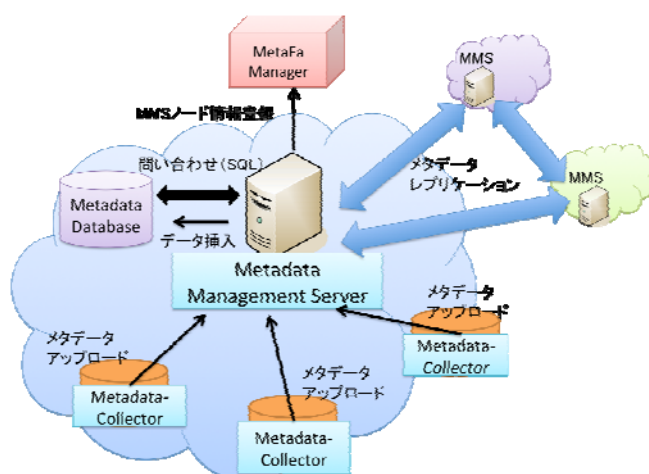 MetaFa
Manager
MMS
MMSノード情報登録
問い合わせ(SQL)
メタデータ
レプリケーション
MMS
Metadata
Database
データ挿入
Metadata
Management Server
メタデータ
アップロード
メタデータ
アップロード
メタデータ
アップロード
Metadata-
Collector
Metadata-
Collector
Metadata-
Collector